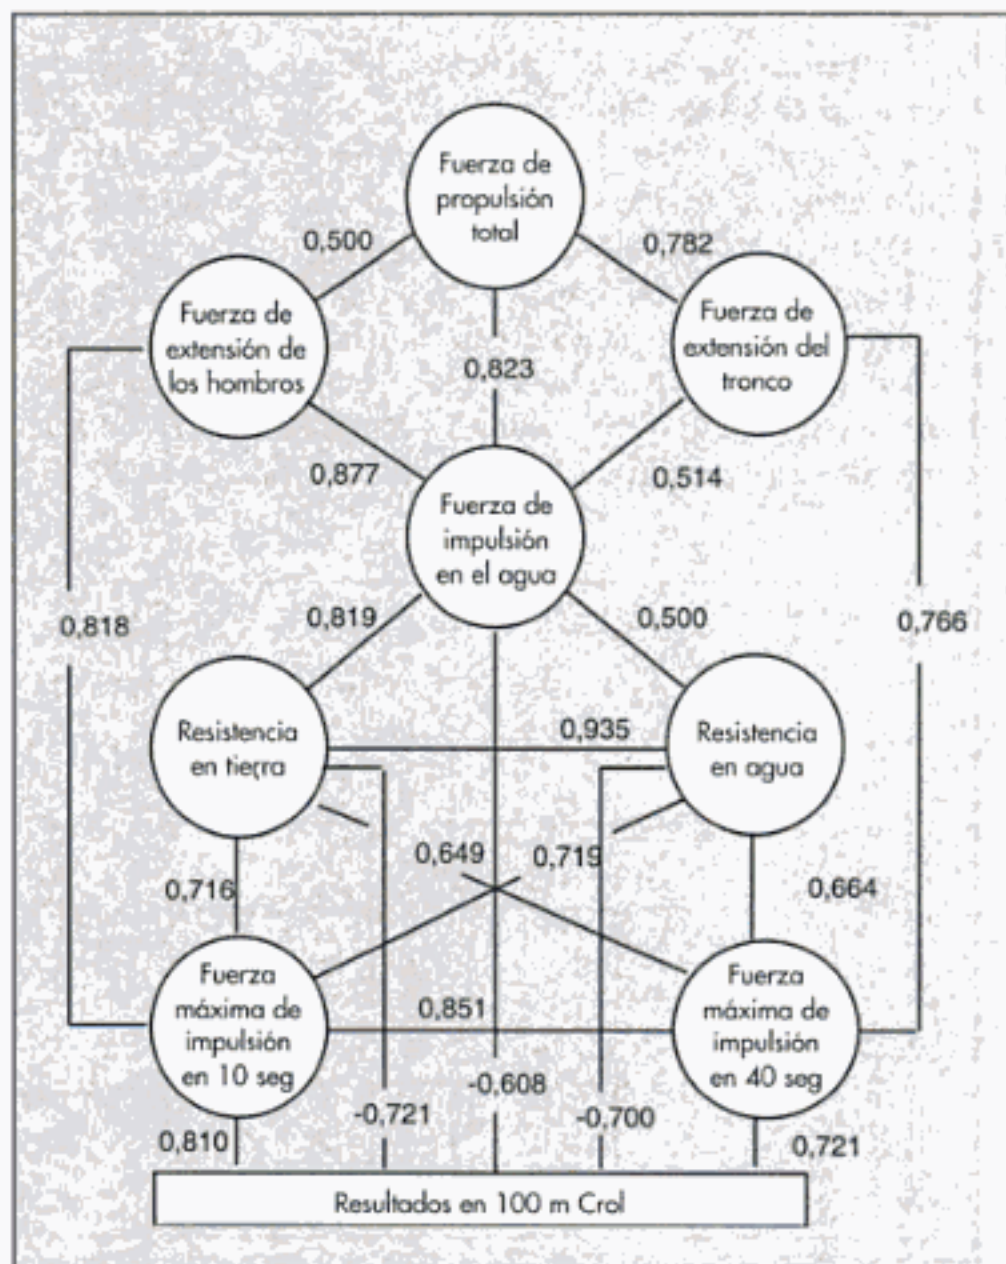 Fuerza de
propulsión
total
0,500
0,782
Fuerza de
extensión de
los hombros
Fuerza de
extensión del
tronco
0,823
0,877
0,514
Fuerza de
impulsión
en el agua
0,818
0,819
0,500
0,766
Resistencia
en tierra
0,935
Resistencia
en agua
0,649
0,719
0,716
0,664
Fuerza
máxima de
impulsión
en 10 seg
0,851
Fuerza
máxima de
impulsión
en 40 seg
-0,608
-0,721
-0,700
0,810
0,721
Resultados en 100 m Crol